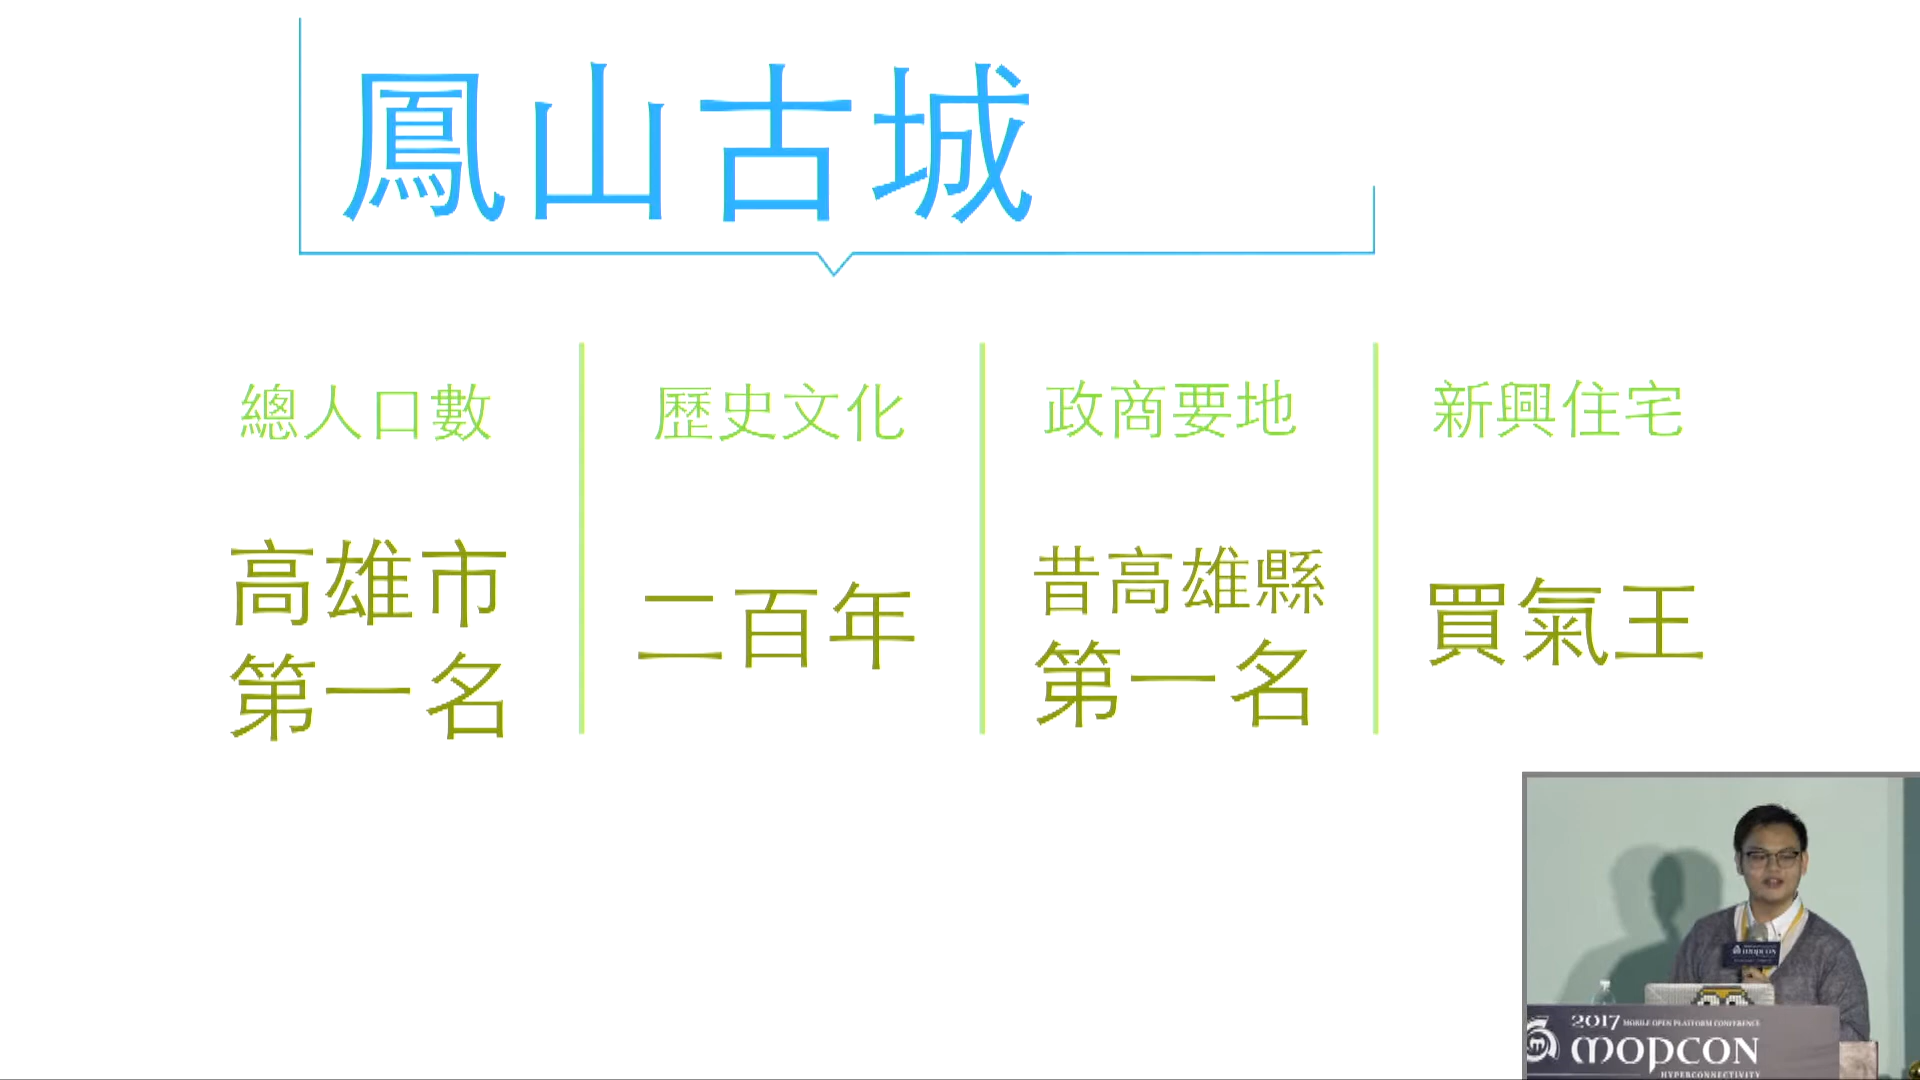 鳳山古城
總人口數
高雄市
第一名
歷史文化
二百年
政商要地
昔高雄縣
第一名
新興住宅
買氣王
mopcon
2017 MOBILE OPEN PLATFORM CONFERENCE
mopcon
HYPERCONNECTIVITY